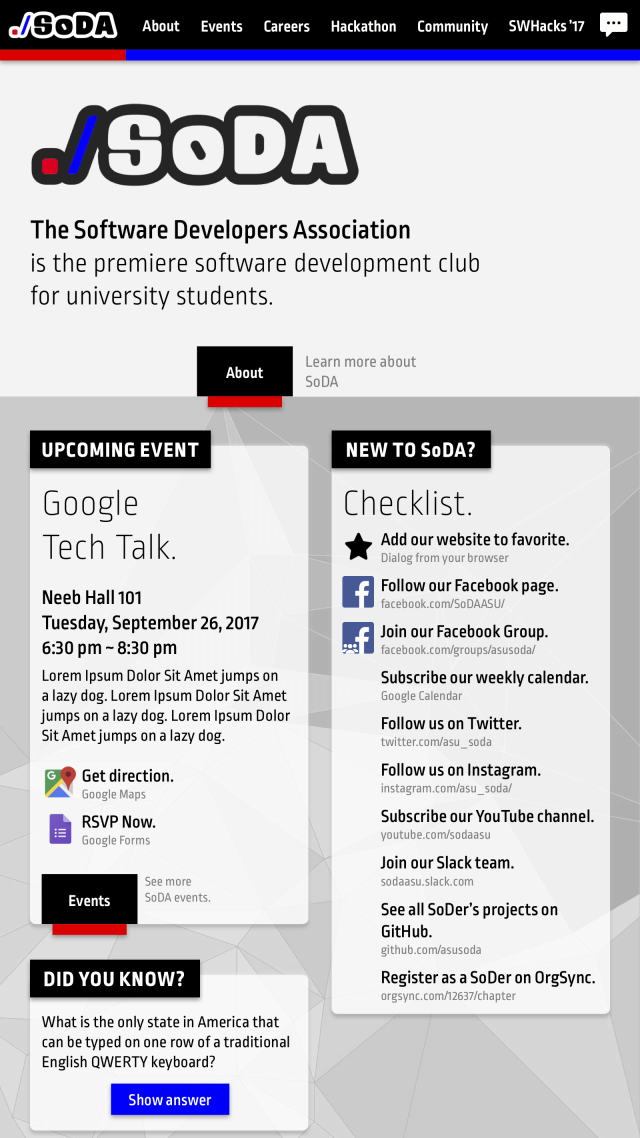 ./SoDA
About
Events
Careers
Hackathon
Community
SWHacks '17
./SoDA
The Software Developers Association
is the premiere software development club
for university students.
About
Learn more about
SoDA
UPCOMING EVENT
Google
Tech Talk.
Neeb Hall 101
Tuesday, September 26, 2017
6:30 pm ~ 8:30 pm
Lorem Ipsum Dolor Sit Amet jumps on
a lazy dog. Lorem Ipsum Dolor Sit Amet
jumps on a lazy dog. Lorem Ipsum Dolor
Sit Amet jumps on a lazy dog.
G
Get direction.
Google Maps
RSVP Now.
Google Forms
Events
See more
SoDA events.
DID YOU KNOW?
What is the only state in America that
can be typed on one row of a traditional
English QWERTY keyboard?
Show answer
NEW TO SoDA?
Checklist.
Add our website to favorite.
Dialog from your browser
f
Follow our Facebook page.
facebook.com/SoDAASU/
f
Join our Facebook Group.
facebook.com/groups/asusoda/
Subscribe our weekly calendar.
Google Calendar
Follow us on Twitter.
twitter.com/asu_soda
Follow us on Instagram.
instagram.com/asu_soda/
Subscribe our YouTube channel.
youtube.com/sodaasu
Join our Slack team.
sodaasu.slack.com
See all SoDer's projects on
GitHub.
github.com/asusoda
Register as a SoDer on OrgSync.
orgsync.com/12637/chapter